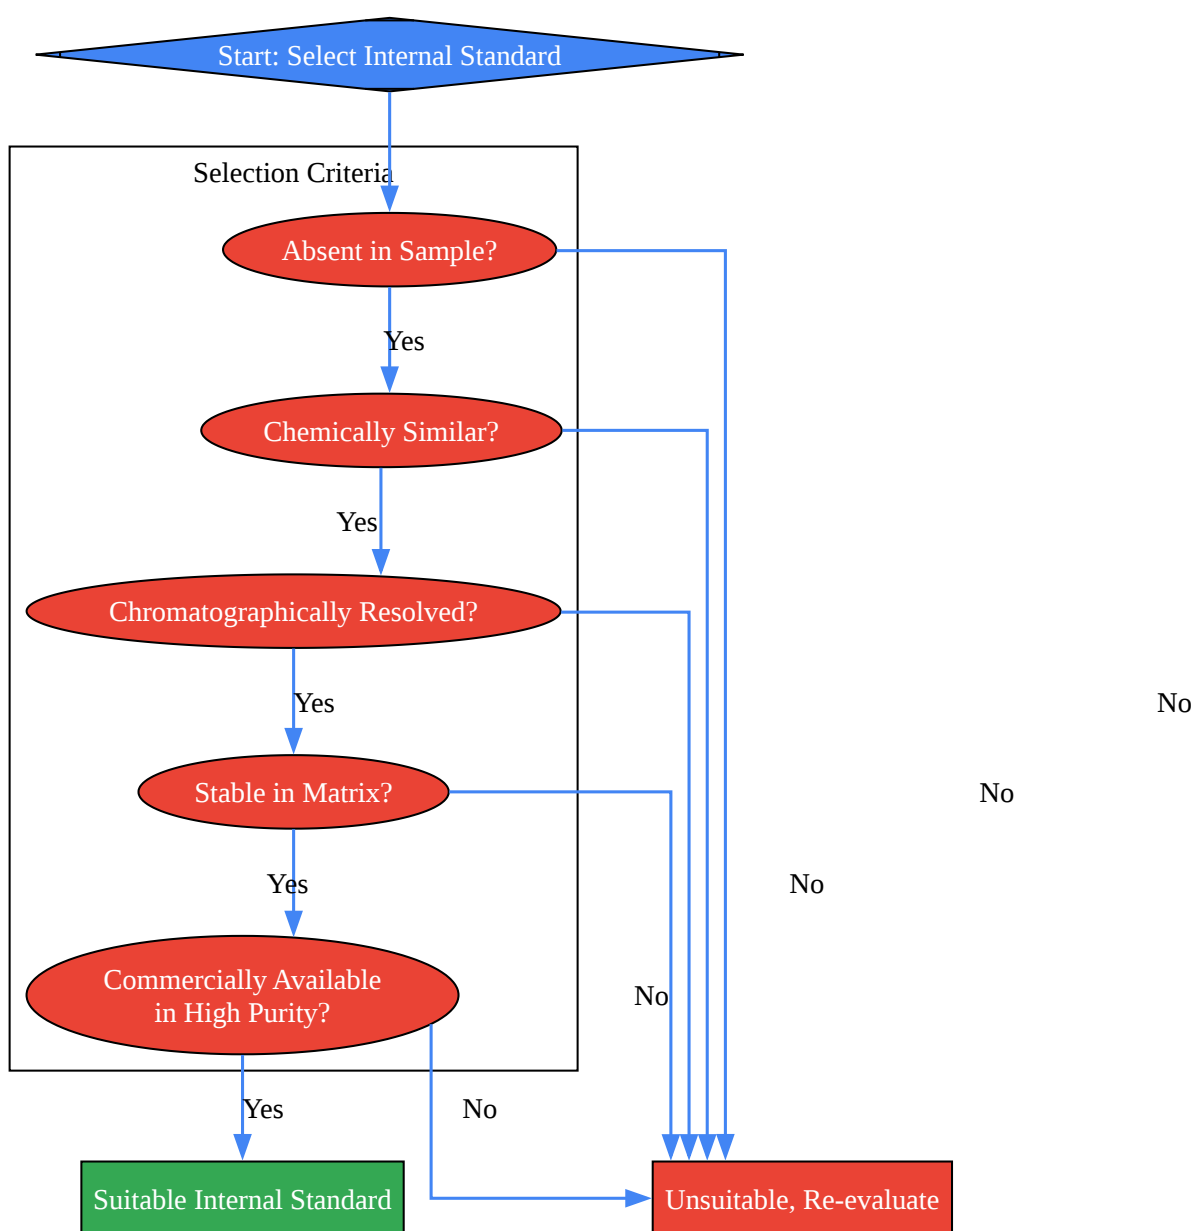 Start: Select Internal Standard
Selection Criteria
Absent in Sample?
Yes
Chemically Similar?
Yes
Chromatographically Resolved?
Yes
No
Stable in Matrix?
No
Yes
No
Commercially Available
in High Purity?
No
Yes
No
Suitable Internal Standard
Unsuitable, Re-evaluate